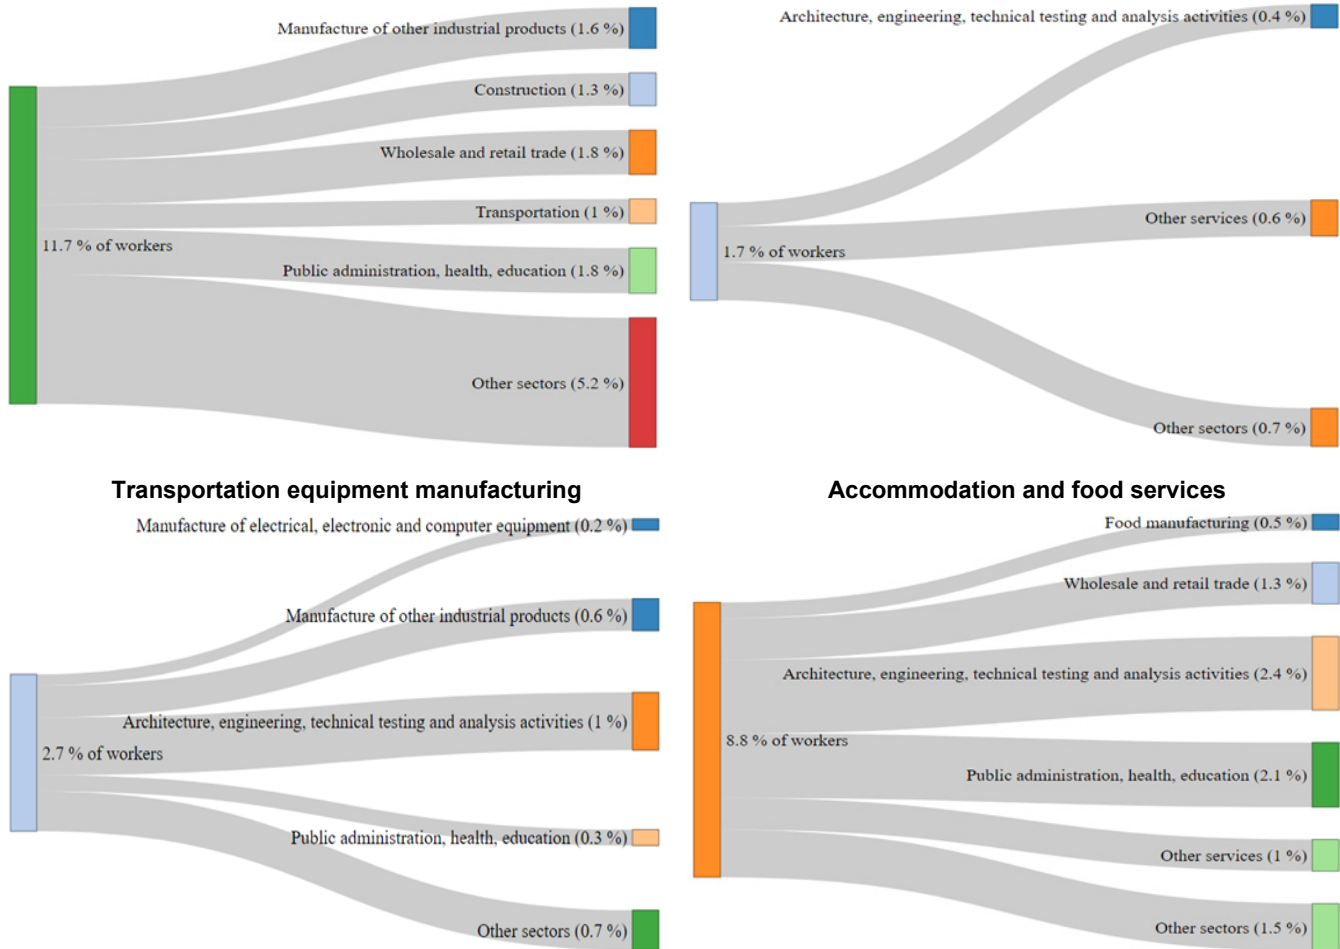 Manufacture of other industrial products (1.6 %)
Construction (1.3 %)
Wholesale and retail trade (1.8 %)
Transportation (1 %)
11.7 % of workers
Public administration, health, education (1.8 %)
Other sectors (5.2 %)
Architecture, engineering, technical testing and analysis activities (0.4 %)
Other services (0.6 %)
1.7 % of workers
Other sectors (0.7 %)
Transportation equipment manufacturing
Manufacture of electrical, electronic and computer equipment (0.2 %)
Manufacture of other industrial products (0.6 %)
Architecture, engineering, technical testing and analysis activities (1 %)
2.7 % of workers
Public administration, health, education (0.3 %)
Other sectors (0.7 %)
Accommodation and food services
Food manufacturing (0.5 %)
Wholesale and retail trade (1.3 %)
Architecture, engineering, technical testing and analysis activities (2.4 %)
8.8 % of workers
Public administration, health, education (2.1 %)
Other services (1 %)
Other sectors (1.5 %)